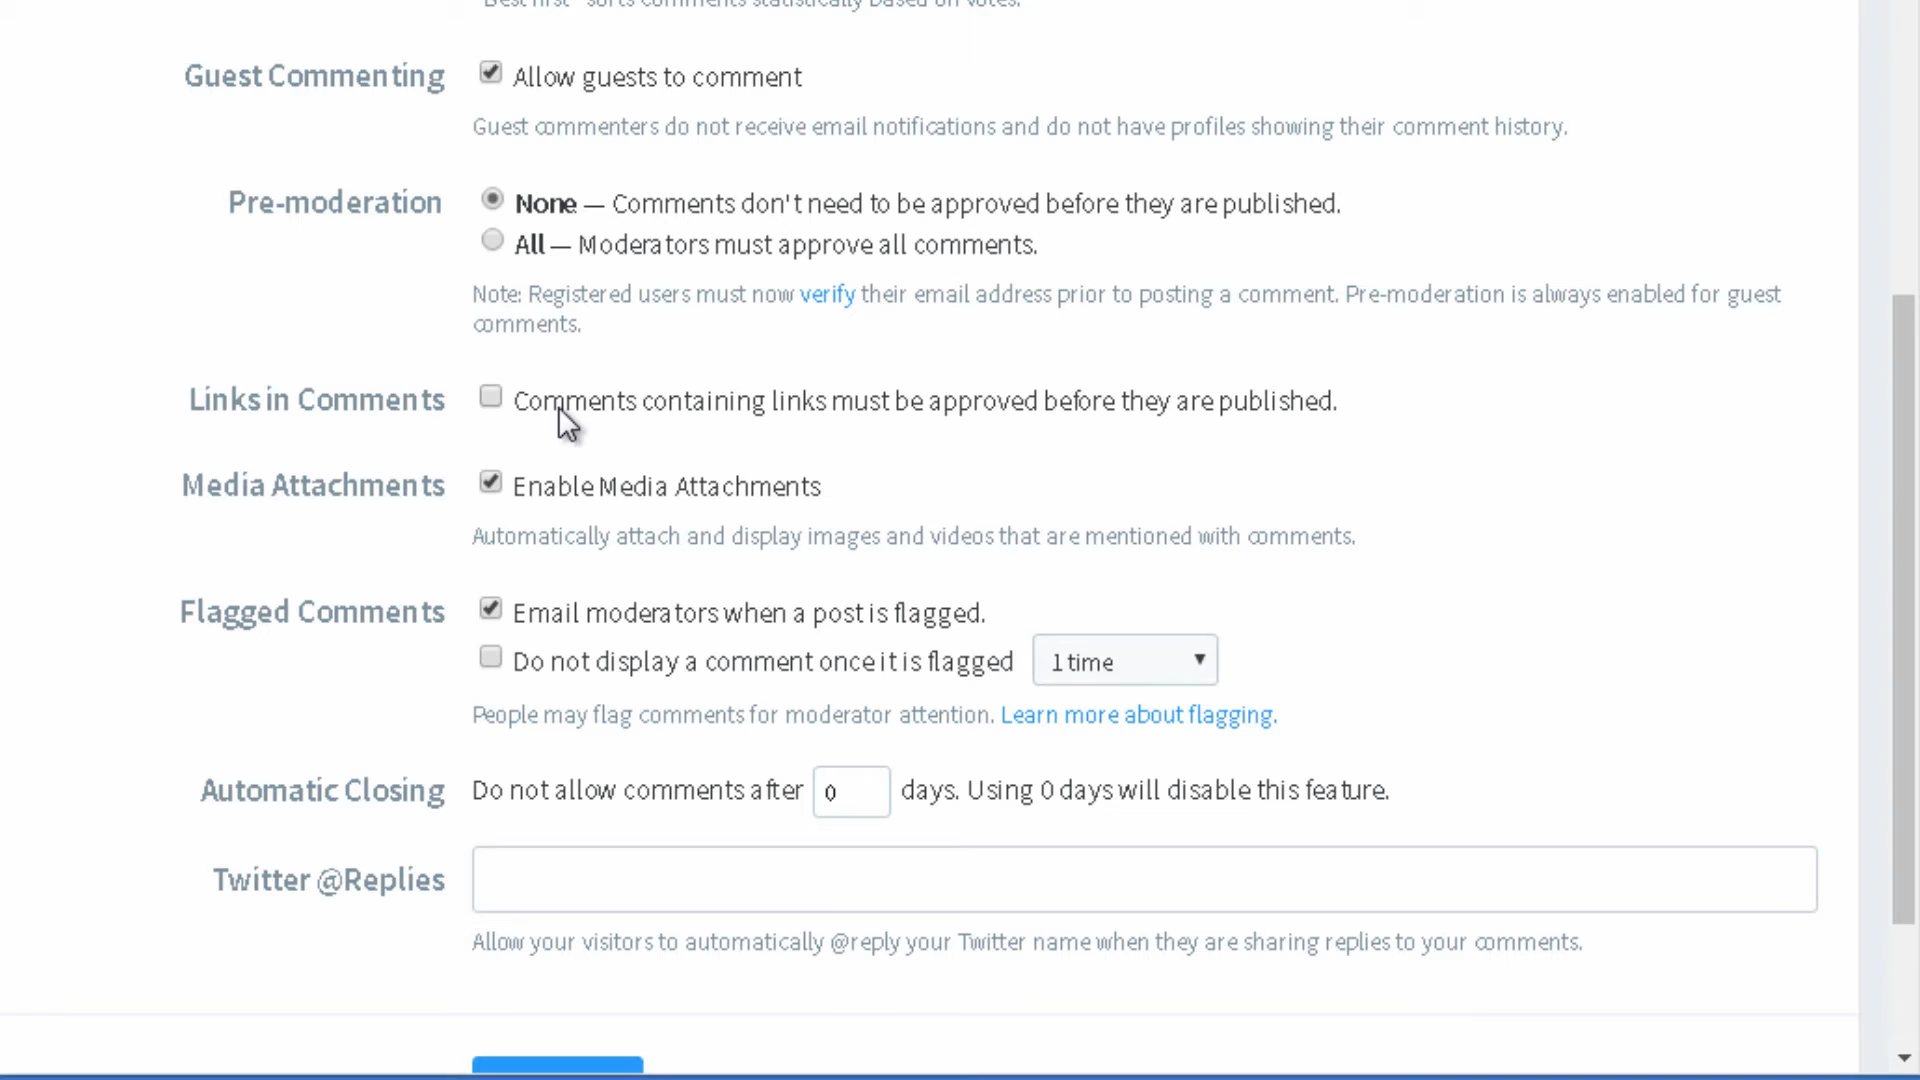 "Best first" sorts comments statistically based on votes.
Guest Commenting
Allow guests to comment
Guest commenters do not receive email notifications and do not have profiles showing their comment history.
Pre-moderation
None — Comments don't need to be approved before they are published.
All — Moderators must approve all comments.
Note: Registered users must now verify their email address prior to posting a comment. Pre-moderation is always enabled for guest
comments.
Links in Comments
Comments containing links must be approved before they are published.
Media Attachments
Enable Media Attachments
Automatically attach and display images and videos that are mentioned with comments.
Flagged Comments
Email moderators when a post is flagged.
Do not display a comment once it is flagged 1 time
People may flag comments for moderator attention. Learn more about flagging.
Automatic Closing
Do not allow comments after 0 days. Using 0 days will disable this feature.
Twitter @Replies
Allow your visitors to automatically @reply your Twitter name when they are sharing replies to your comments.